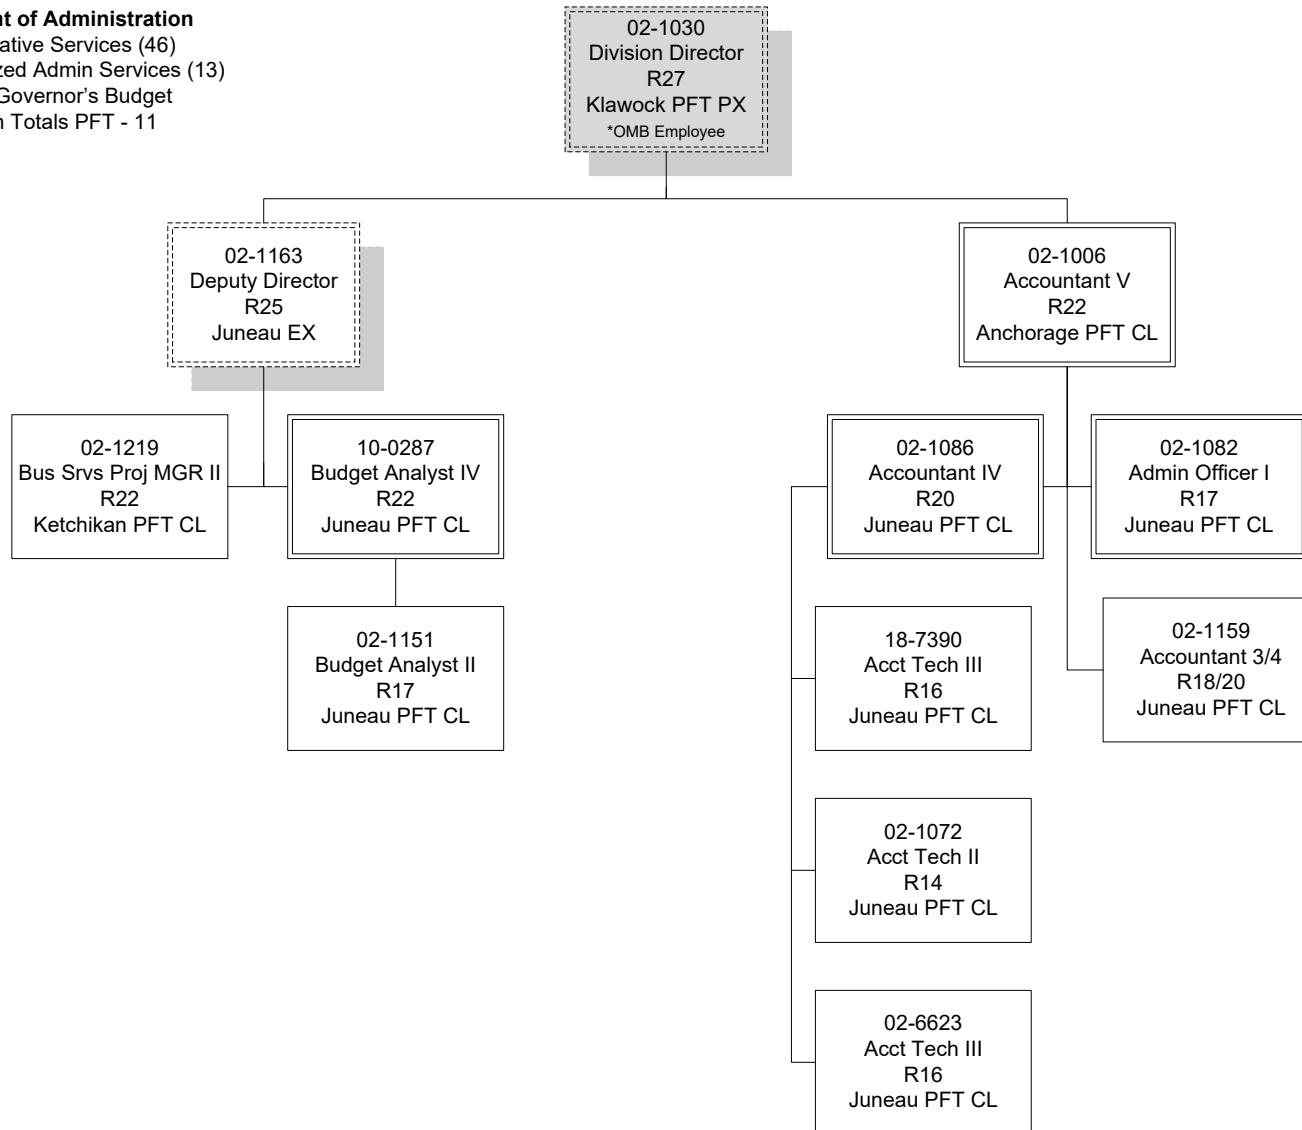 of Administration
Services (46)
Admin Services (13)
Governor's Budget
Totals PFT - 11
02-1030
Division Director
R27
Klawock PFT PX
*OMB Employee
02-1163
Deputy Director
R25
Juneau EX
02-1006
Accountant V
R22
Anchorage PFT CL
02-1219
Bus Srvs Proj MGR II
R22
Ketchikan PFT CL
10-0287
Budget Analyst IV
R22
Juneau PFT CL
02-1086
Accountant IV
R20
Juneau PFT CL
02-1082
Admin Officer I
R17
Juneau PFT CL
02-1151
Budget Analyst II
R17
Juneau PFT CL
18-7390
Acct Tech III
R16
Juneau PFT CL
02-1159
Accountant 3/4
R18/20
Juneau PFT CL
02-1072
Acct Tech II
R14
Juneau PFT CL
02-6623
Acct Tech III
R16
Juneau PFT CL